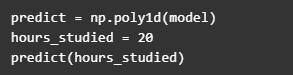 predict = np.poly1d(model)
hours_studied = 20
predict(hours_studied)